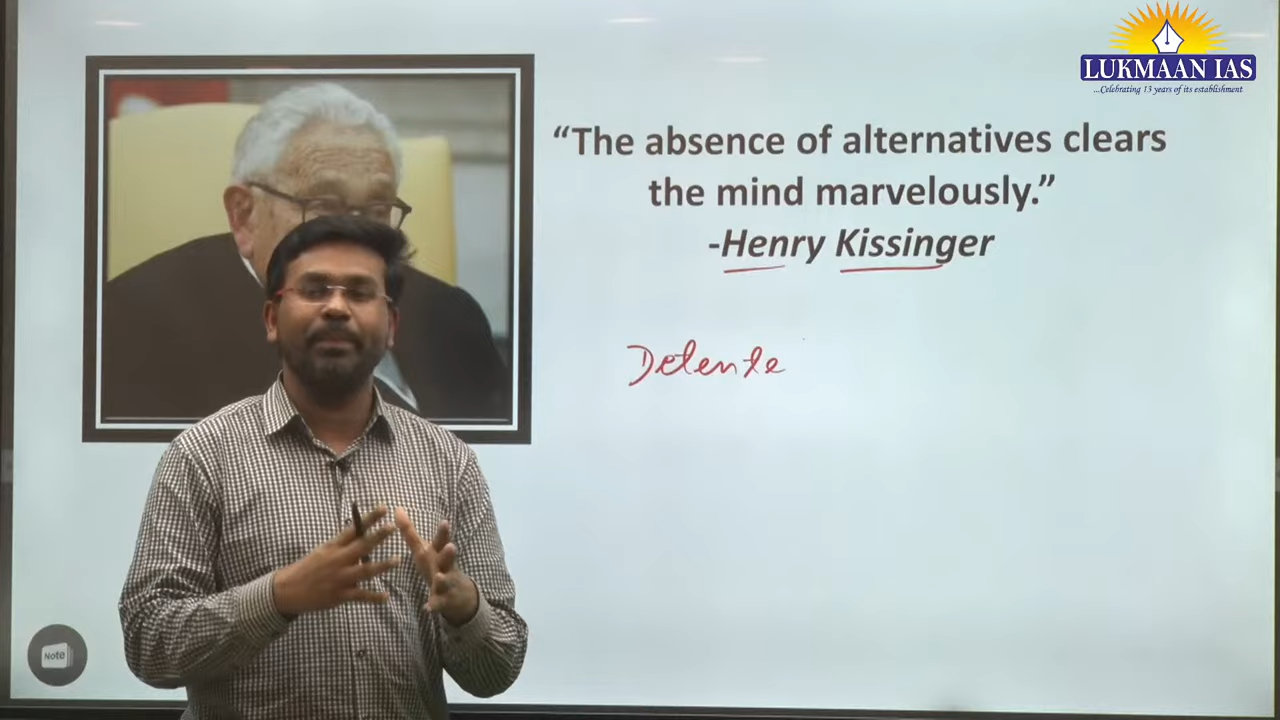 LUKMAAN IAS
...Celebrating 13 years of its establishment
“The absence of alternatives clears
the mind marvelously.”
-Henry Kissinger
Detente
Note